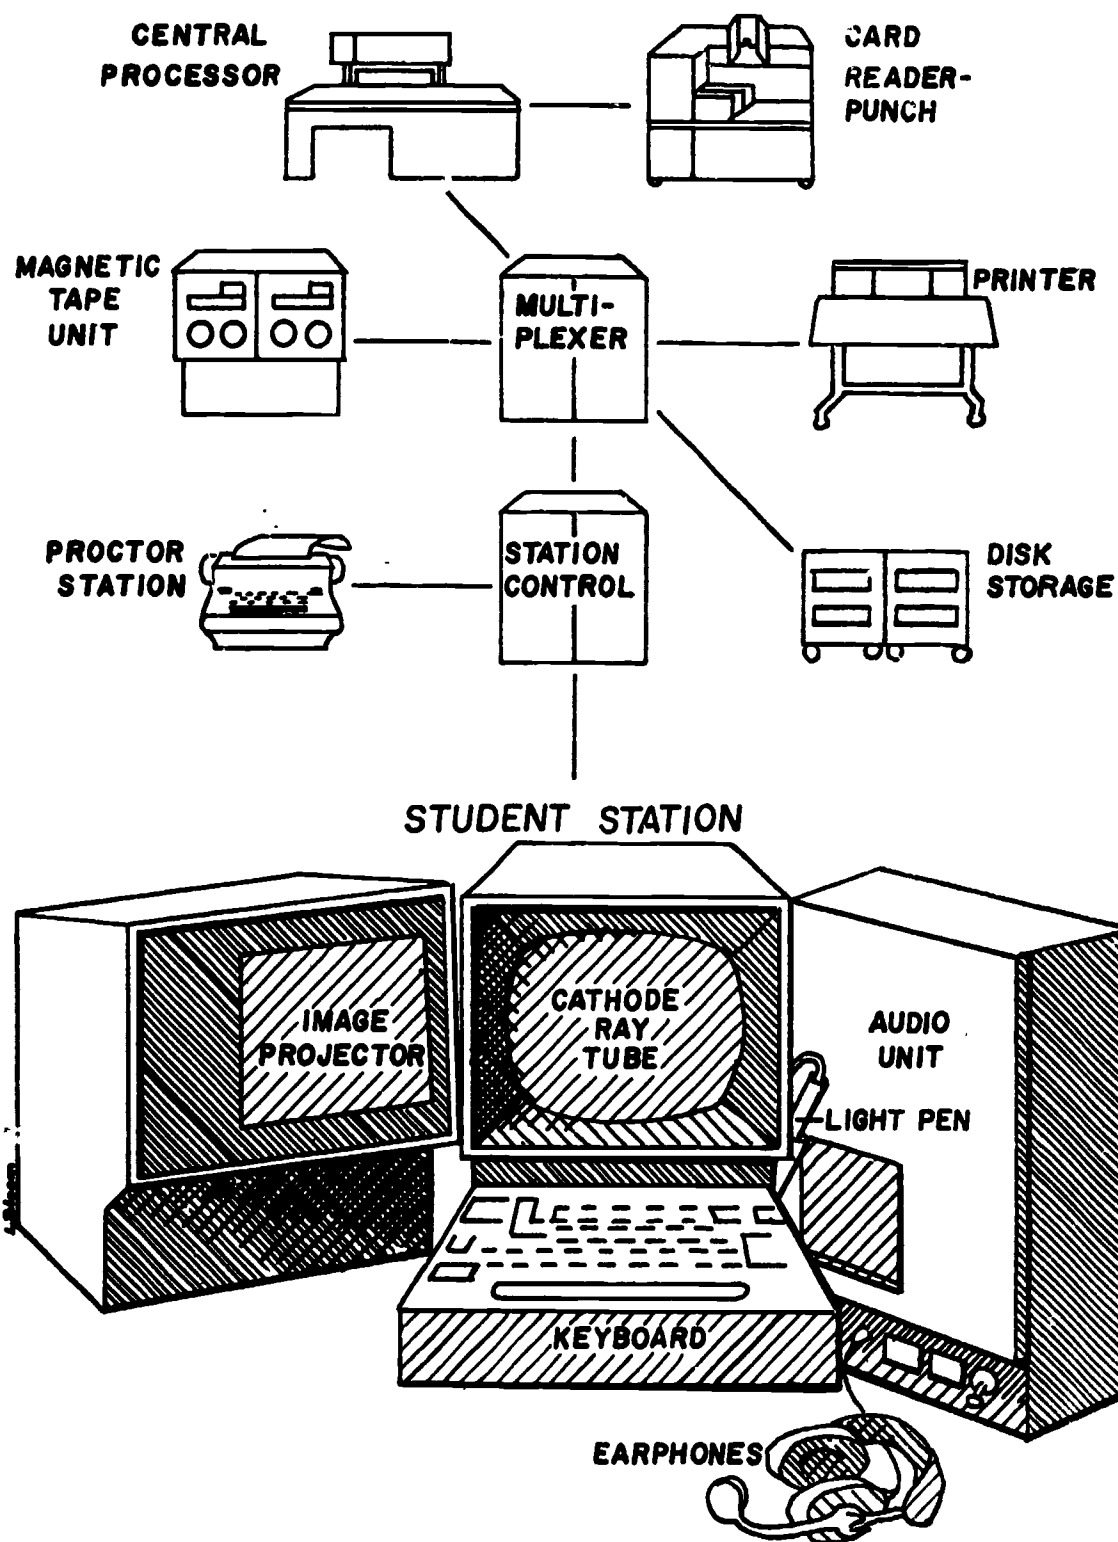 CENTRAL
PROCESSOR
CARD
READER-
PUNCH
MAGNETIC
TAPE
UNIT
MULTI-
PLEXER
PRINTER
PROCTOR
STATION
STATION
CONTROL
DISK
STORAGE
STUDENT STATION
IMAGE
PROJECTOR
CATHODE
RAY
TUBE
AUDIO
UNIT
LIGHT PEN
KEYBOARD
EARPHONES